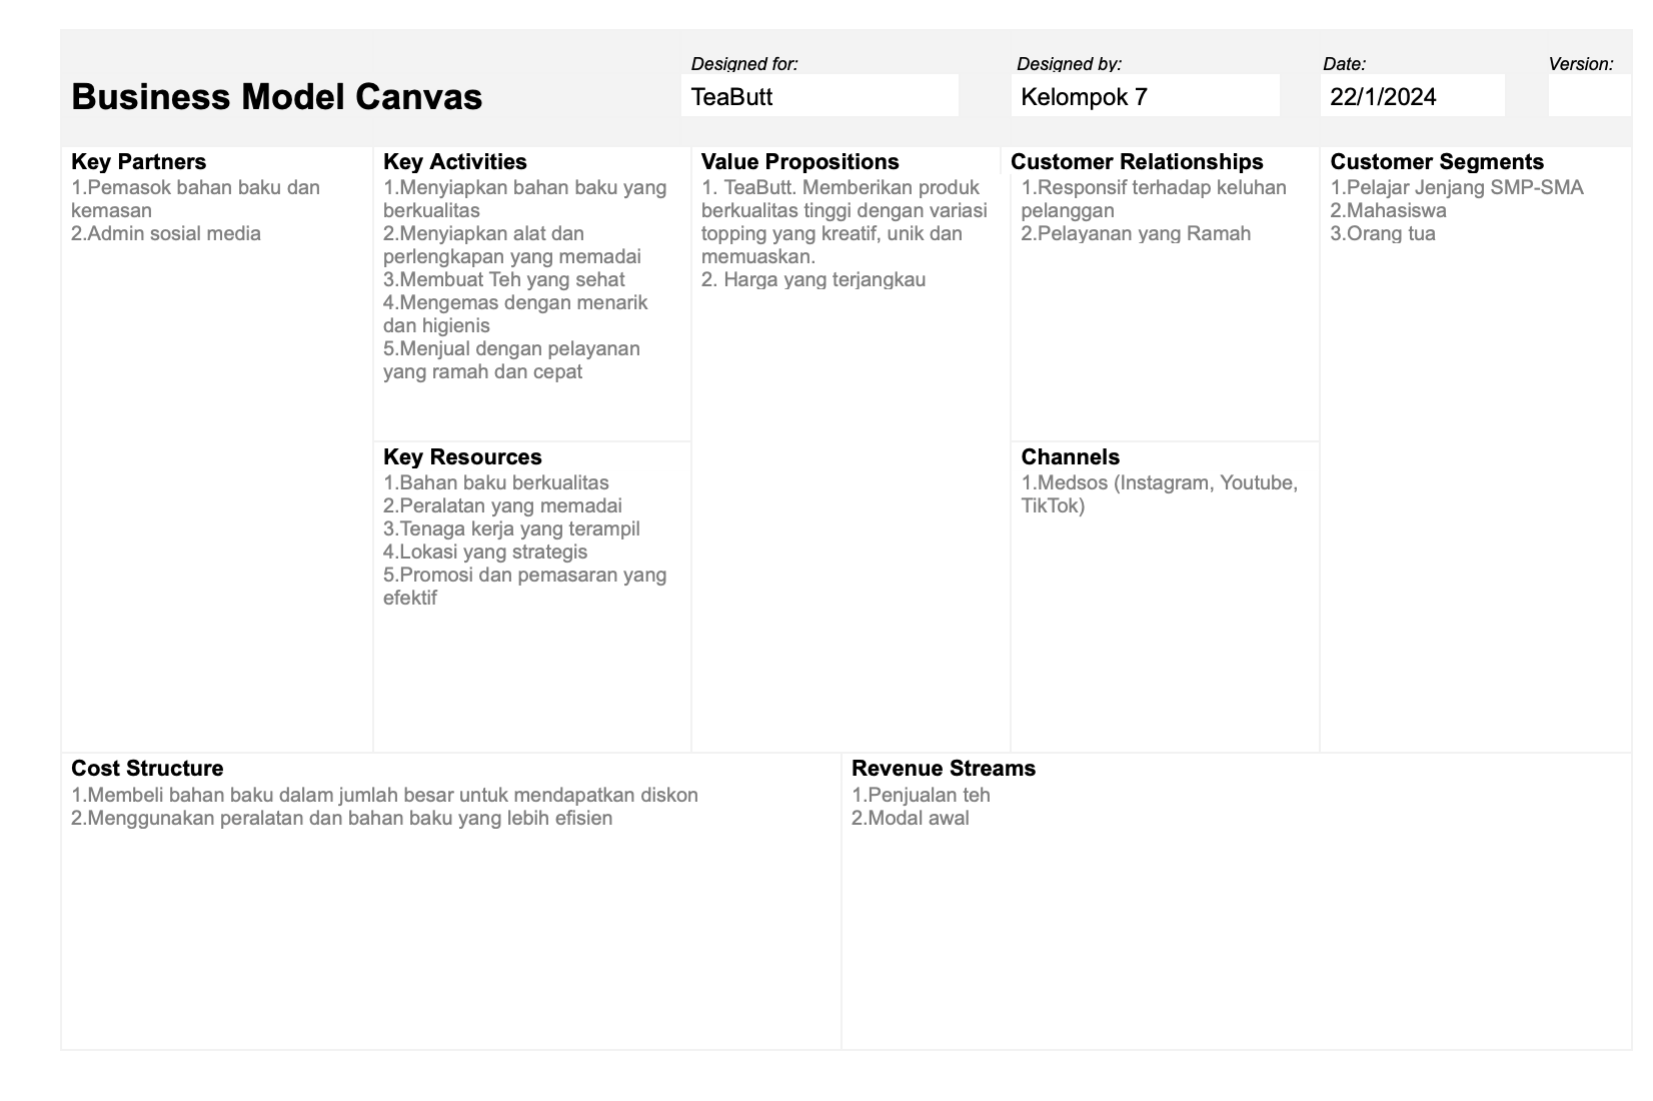 Business Model Canvas
Designed for:
TeaButt
Designed by:
Kelompok 7
Date:
22/1/2024
Version:
Key Partners
1.Pemasok bahan baku dan
kemasan
2.Admin sosial media
Key Activities
1.Menyiapkan bahan baku yang
berkualitas
2.Menyiapkan alat dan
perlengkapan yang memadai
3.Membuat Teh yang sehat
4.Mengemas dengan menarik
dan higienis
5.Menjual dengan pelayanan
yang ramah dan cepat
Key Resources
1.Bahan baku berkualitas
2.Peralatan yang memadai
3.Tenaga kerja yang terampil
4.Lokasi yang strategis
5.Promosi dan pemasaran yang
efektif
Value Propositions
1. TeaButt. Memberikan produk
berkualitas tinggi dengan variasi
topping yang kreatif, unik dan
memuaskan.
2. Harga yang terjangkau
Customer Relationships
1.Responsif terhadap keluhan
pelanggan
2.Pelayanan yang Ramah
Channels
1.Medsos (Instagram, Youtube,
TikTok)
Customer Segments
1.Pelajar Jenjang SMP-SMA
2.Mahasiswa
3.Orang tua
Cost Structure
1.Membeli bahan baku dalam jumlah besar untuk mendapatkan diskon
2.Menggunakan peralatan dan bahan baku yang lebih efisien
Revenue Streams
1.Penjualan teh
2.Modal awal